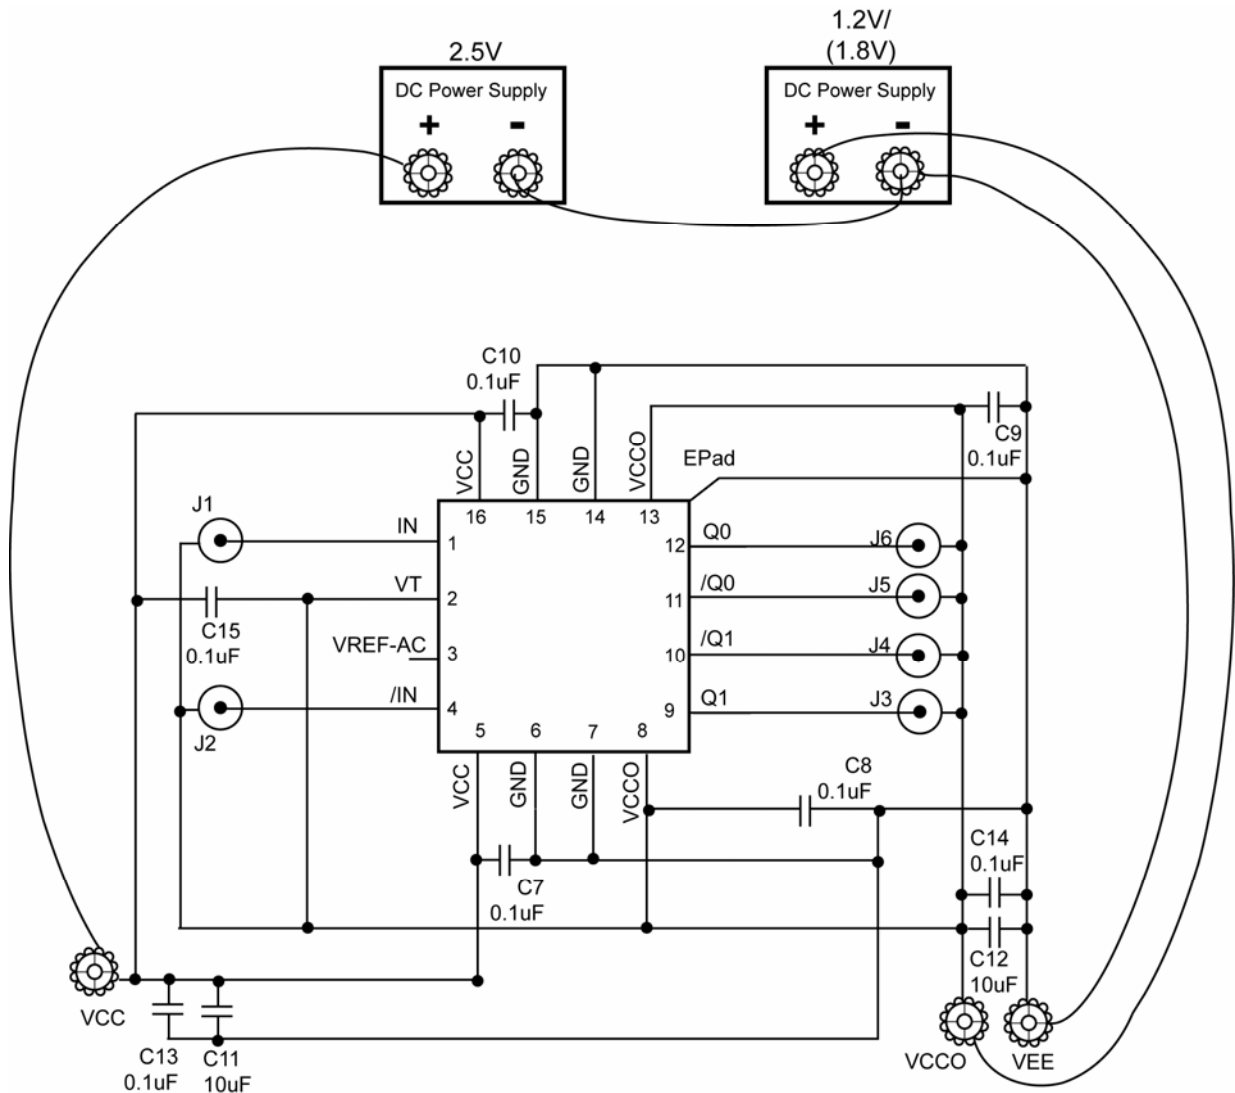 2.5V
1.2V/
(1.8V)
DC Power Supply
+ -
DC Power Supply
+ -
C10
0.1uF
C9
0.1uF
VCC
GND
GND
VCCO
EPad
16
15
14
13
J1
IN
1
VT
2
C15
0.1uF
VREF-AC
3
/IN
4
J2
12
Q0
J6
11
/Q0
J5
10
/Q1
J4
9
Q1
J3
5
6
7
8
VCC
GND
GND
VCCO
C8
0.1uF
C7
0.1uF
C14
0.1uF
C12
10uF
VCC
C13
0.1uF
C11
10uF
VCCO
VEE